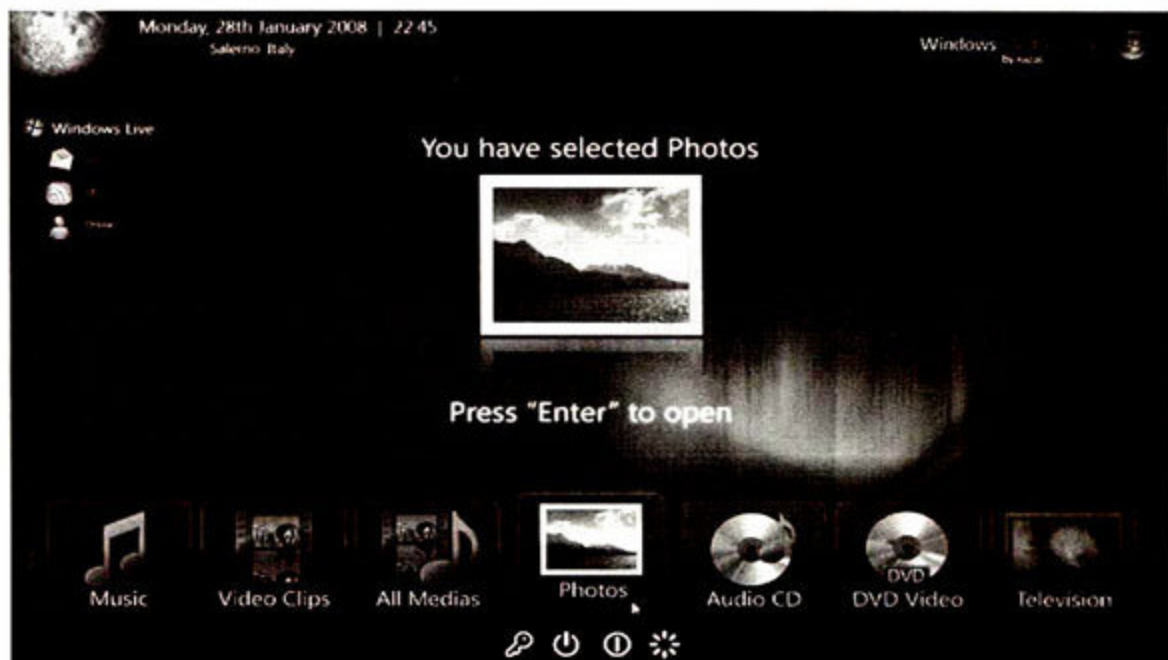 Monday, 28th January 2008 | 22:45
Salerno Italy
Windows
by
Windows Live
You have selected Photos
Press "Enter" to open
Music
Video Clips
All Medias
Photos
Audio CD
DVD
DVD Video
Television